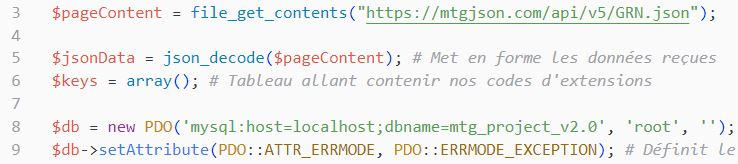 3 $pageContent = file_get_contents("https://mtgjson.com/api/v5/GRN.json");
5 $jsonData = json_decode($pageContent); # Met en forme les données reçues
6 $keys = array(); # Tableau allant contenir nos codes d'extensions
7
8 $db = new PDO('mysql:host=localhost;dbname=mtg_project_v2.0', 'root', '');
9 $db->setAttribute(PDO::ATTR_ERRMODE, PDO::ERRMODE_EXCEPTION); # Définit le